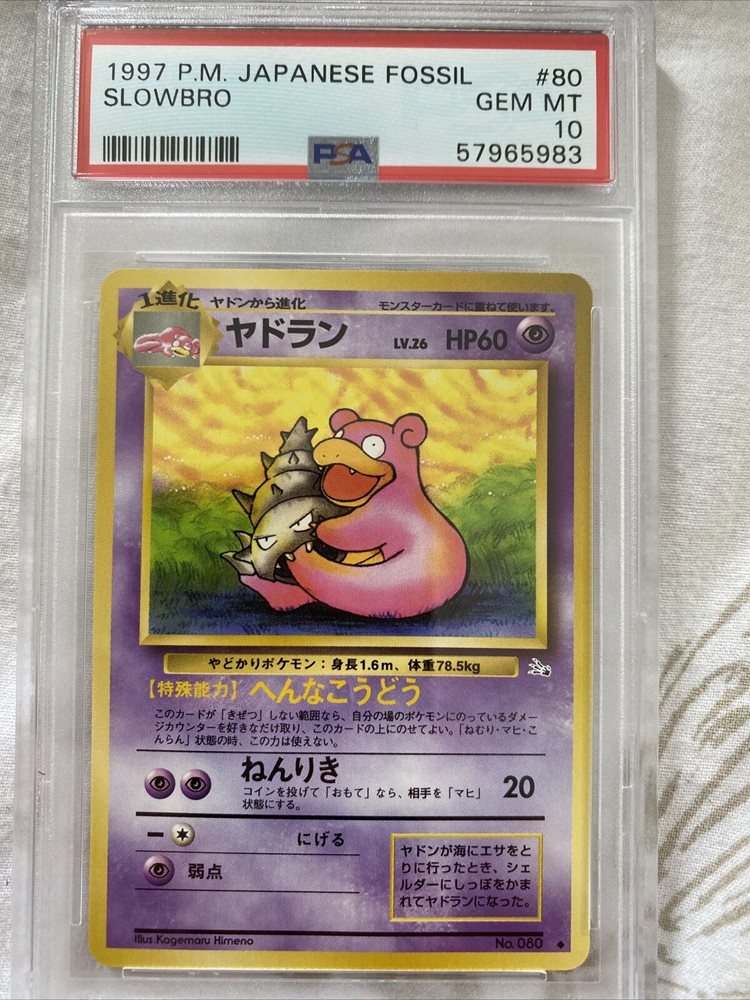 1997 P.M. JAPANESE FOSSIL #80
SLOWBRO GEM MT
10
PSA 57965983
1進化 ヤドンから進化 モンスターカードに重ねて使います。
ヤドラン LV.26 HP60
やどかりポケモン：身長1.6m、体重78.5kg
【特殊能力】へんなこうどう
このカードが「きぜつ」しない範囲なら、自分の場のポケモンにのっているダメー
ジカウンターを好きなだけ取り、このカードの上にのせてよい。「ねむり・マヒ・こ
んらん」状態の時、この力は使えない。
ねんりき
コインを投げて「おもて」なら、相手を「マヒ」
状態にする。
20
ー にげる
弱点
ヤドンが海にエサをと
りに行ったとき、シェ
ルダーにしっぽをかま
れてヤドランになった。
Illus Kagemaru Himeno No. 080